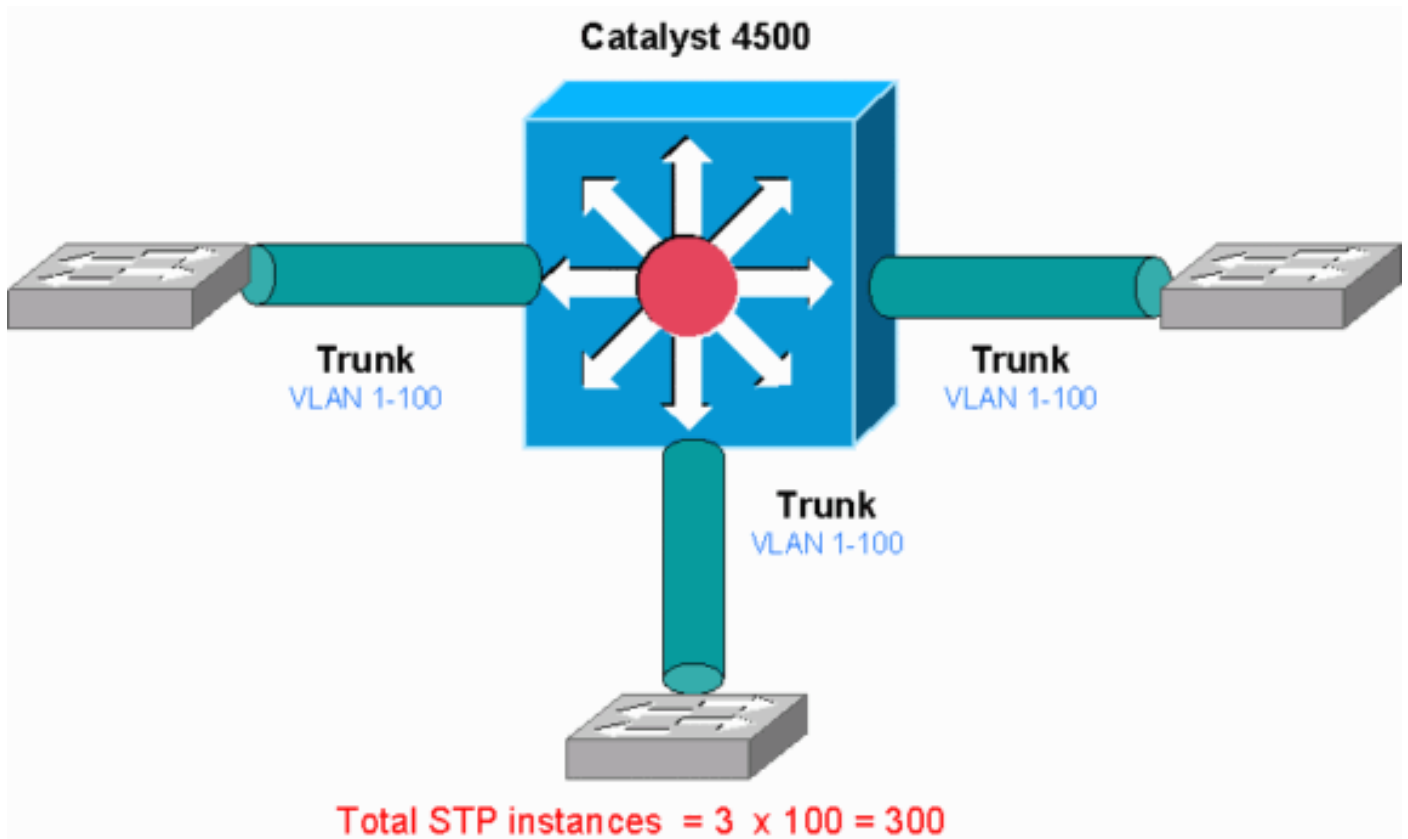 Catalyst 4500
Trunk
VLAN 1-100
Trunk
VLAN 1-100
Trunk
VLAN 1-100
Total STP instances = 3 x 100 = 300